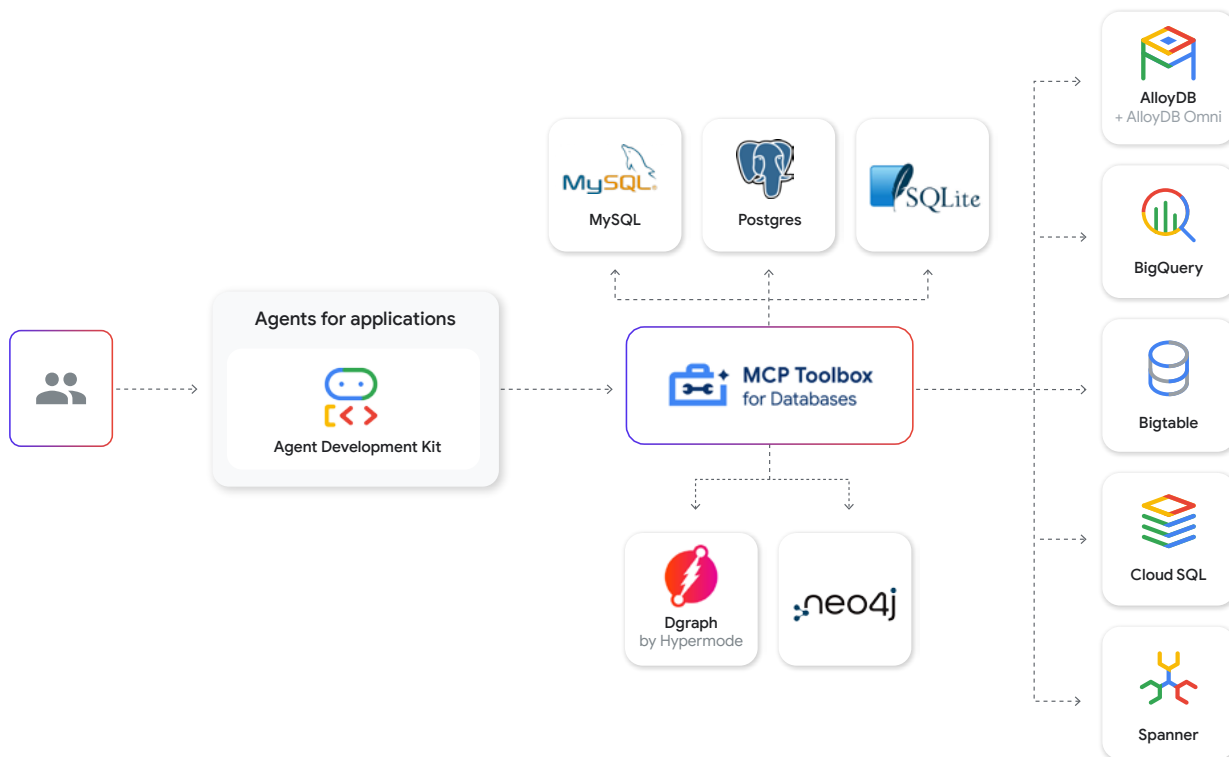 Agents for applications
Agent Development Kit
MySQL®
MySQL
Postgres
SQLite
MCP Toolbox
for Databases
Dgraph
by Hypermode
neo4j
AlloyDB
+ AlloyDB Omni
BigQuery
Bigtable
Cloud SQL
Spanner